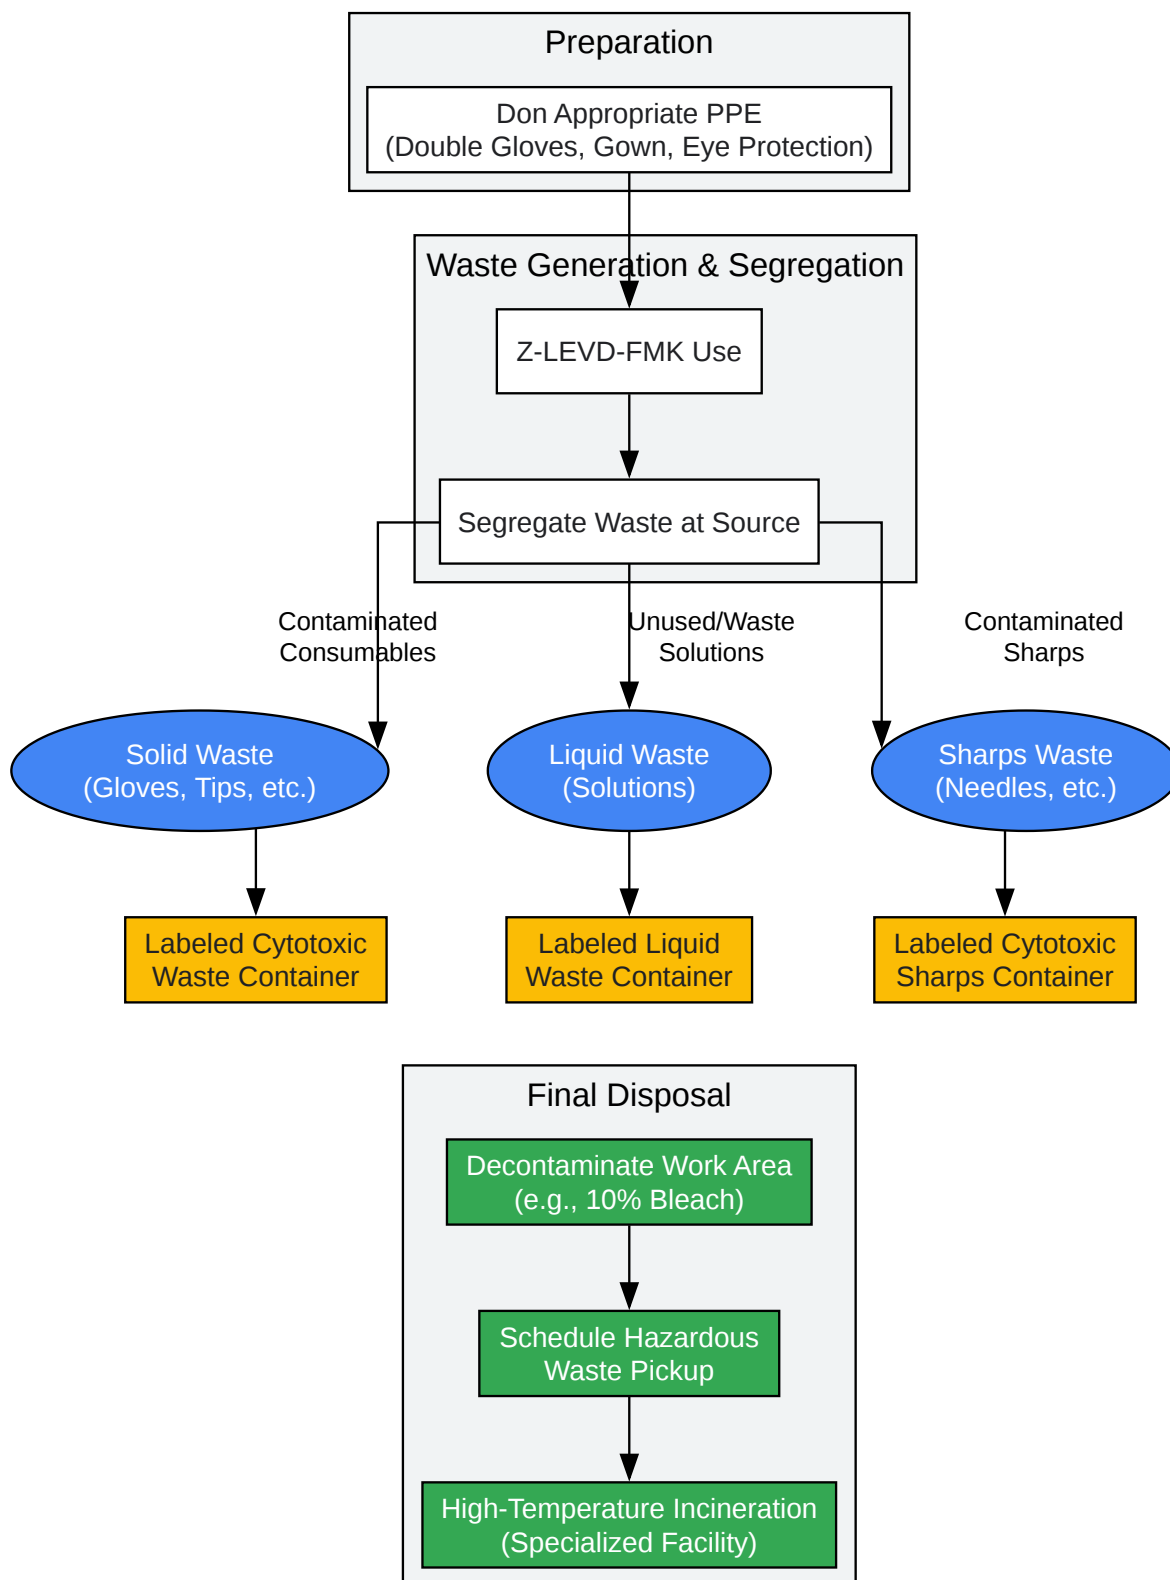 Preparation
Don Appropriate PPE
(Double Gloves, Gown, Eye Protection)
Waste Generation & Segregation
Z-LEVD-FMK Use
Segregate Waste at Source
Contaminated
Consumables
Unused/Waste
Solutions
Contaminated
Sharps
Solid Waste
(Gloves, Tips, etc.)
Liquid Waste
(Solutions)
Sharps Waste
(Needles, etc.)
Labeled Cytotoxic
Waste Container
Labeled Liquid
Waste Container
Labeled Cytotoxic
Sharps Container
Final Disposal
Decontaminate Work Area
(e.g., 10% Bleach)
Schedule Hazardous
Waste Pickup
High-Temperature Incineration
(Specialized Facility)